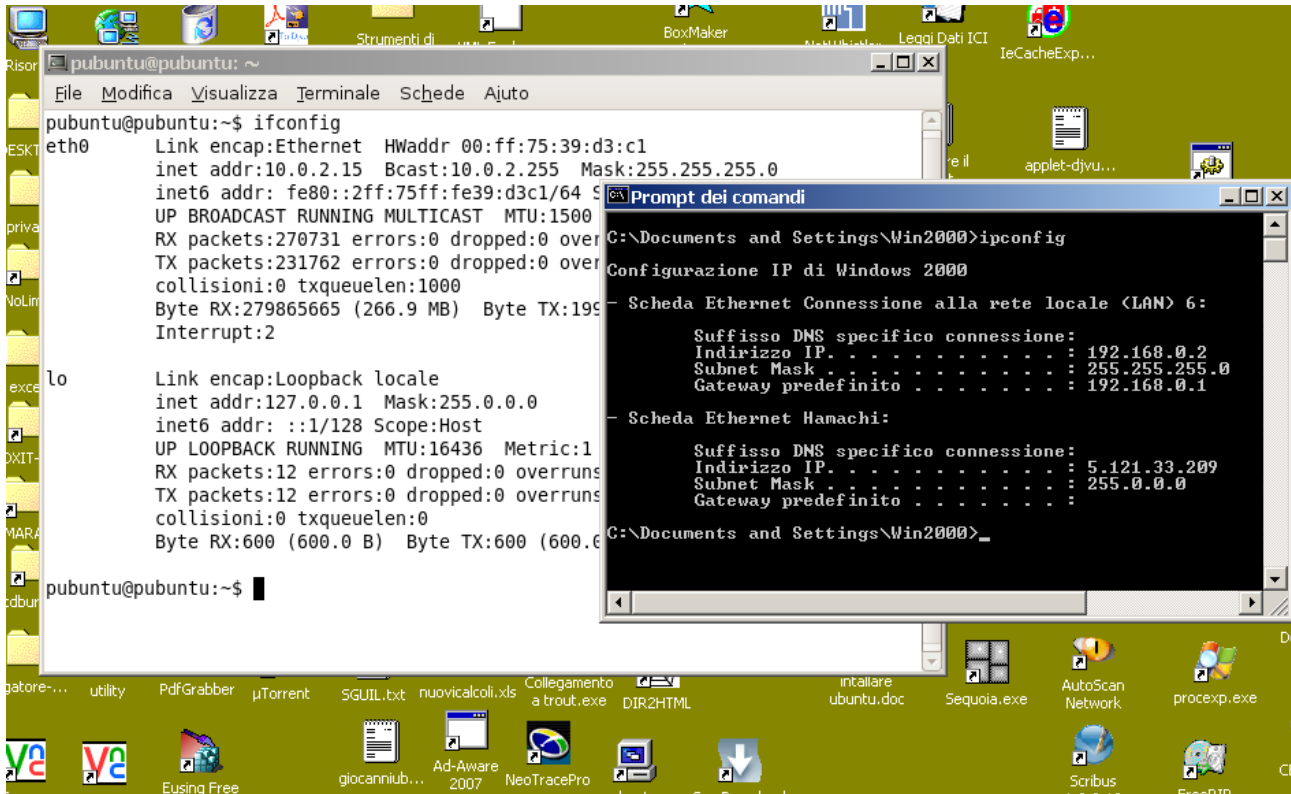 Strumenti di
BoxMaker
Leggi Dati ICI
IeCacheExp...
pubuntu@pubuntu: ~
File Modifica Visualizza Terminale Schede Ajuto
pubuntu@pubuntu:~$ ifconfig
eth0 Link encap:Ethernet HWaddr 00:ff:75:39:d3:c1
inet addr:10.0.2.15 Bcast:10.0.2.255 Mask:255.255.255.0
inet6 addr: fe80::2ff:75ff:fe39:d3c1/64 S
UP BROADCAST RUNNING MULTICAST MTU:1500
RX packets:270731 errors:0 dropped:0 over
TX packets:231762 errors:0 dropped:0 over
collisioni:0 txqueuelen:1000
Byte RX:279865665 (266.9 MB) Byte TX:199
Interrupt:2
lo Link encap:Loopback locale
inet addr:127.0.0.1 Mask:255.0.0.0
inet6 addr: ::1/128 Scope:Host
UP LOOPBACK RUNNING MTU:16436 Metric:1
RX packets:12 errors:0 dropped:0 overruns
TX packets:12 errors:0 dropped:0 overruns
collisioni:0 txqueuelen:0
Byte RX:600 (600.0 B) Byte TX:600 (600.0
pubuntu@pubuntu:~$
applet-djvu...
Prompt dei comandi
C:\Documents and Settings\Win2000>ipconfig
Configurazione IP di Windows 2000
- Scheda Ethernet Connessione alla rete locale (LAN) 6:
Suffisso DNS specifico connessione:
Indirizzo IP. . . . . . . . . . . . : 192.168.0.2
Subnet Mask . . . . . . . . . . . . : 255.255.255.0
Gateway predefinito . . . . . . . : 192.168.0.1
- Scheda Ethernet Hamachi:
Suffisso DNS specifico connessione:
Indirizzo IP. . . . . . . . . . . . : 5.121.33.209
Subnet Mask . . . . . . . . . . . . : 255.0.0.0
Gateway predefinito . . . . . . . :
C:\Documents and Settings\Win2000>_
gatore-...
utility
PdfGrabber
µTorrent
SGUIL.txt
nuovicalcoli.xls
Collegamento
a trout.exe
DIR2HTML
intallare
ubuntu.doc
Sequoia.exe
AutoScan
Network
procexp.exe
Eusing Free
giocanniub...
Ad-Aware
2007
NeoTracePro
Scribus